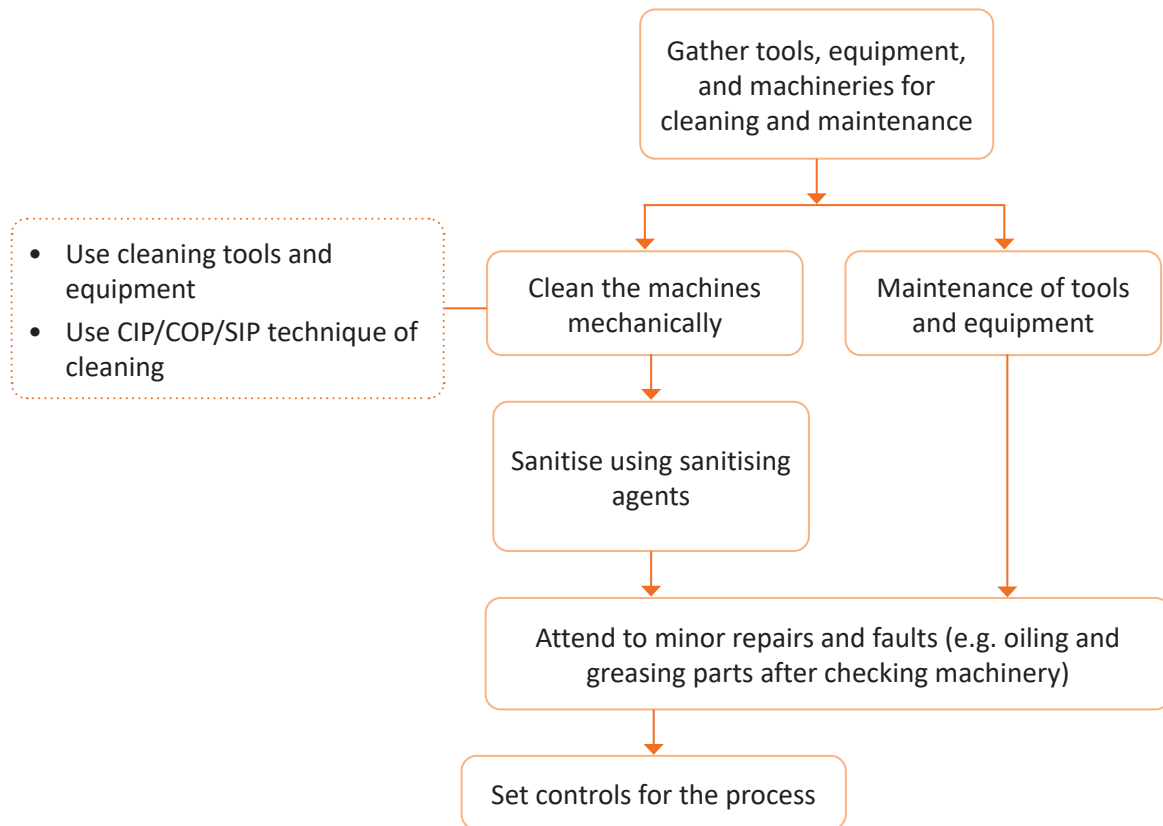 Gather tools, equipment,
and machineries for
cleaning and maintenance
• Use cleaning tools and
equipment
• Use CIP/COP/SIP technique of
cleaning
Clean the machines
mechanically
Maintenance of tools
and equipment
Sanitise using sanitising
agents
Attend to minor repairs and faults (e.g. oiling and
greasing parts after checking machinery)
Set controls for the process